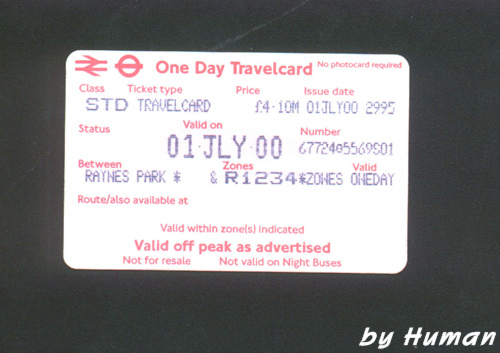 One Day Travelcard No photocard required
Class Ticket type Price Issue date
STD TRAVELCARD £4·10M 01JLY00 2995
Status Valid on Number
01·JLY·00 6772405569S01
Between Zones Valid
RAYNES PARK * & R1234*ZONES ONEDAY
Route/also available at
Valid within zone(s) indicated
Valid off peak as advertised
Not for resale Not valid on Night Buses
by Human